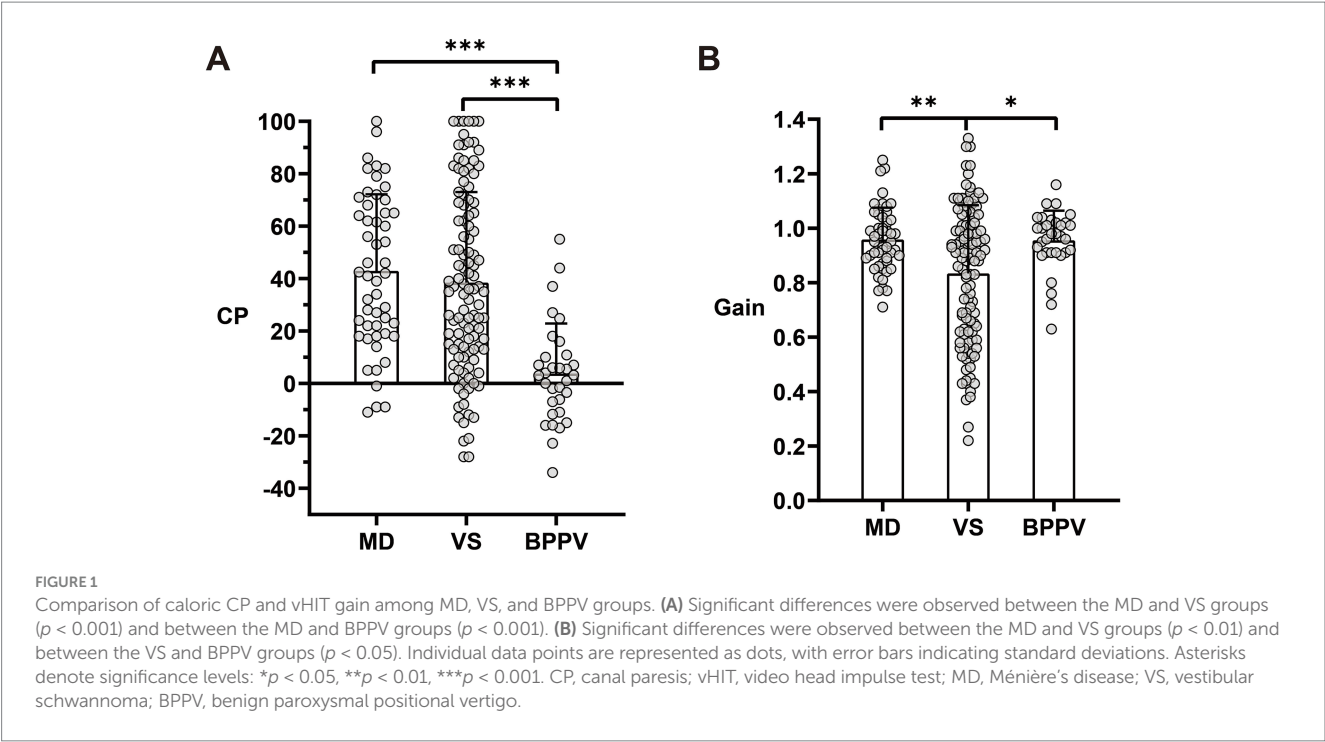 A
***
***
100
80
60
40
20
0
-20
-40
CP
MD VS BPPV
B
** *
1.4
1.2
1.0
0.8
0.6
0.4
0.2
0.0
Gain
MD VS BPPV
FIGURE 1
Comparison of caloric CP and vHIT gain among MD, VS, and BPPV groups. (A) Significant differences were observed between the MD and VS groups
(p < 0.001) and between the MD and BPPV groups (p < 0.001). (B) Significant differences were observed between the MD and VS groups (p < 0.01) and
between the VS and BPPV groups (p < 0.05). Individual data points are represented as dots, with error bars indicating standard deviations. Asterisks
denote significance levels: *p < 0.05, **p < 0.01, ***p < 0.001. CP, canal paresis; vHIT, video head impulse test; MD, Ménière's disease; VS, vestibular
schwannoma; BPPV, benign paroxysmal positional vertigo.